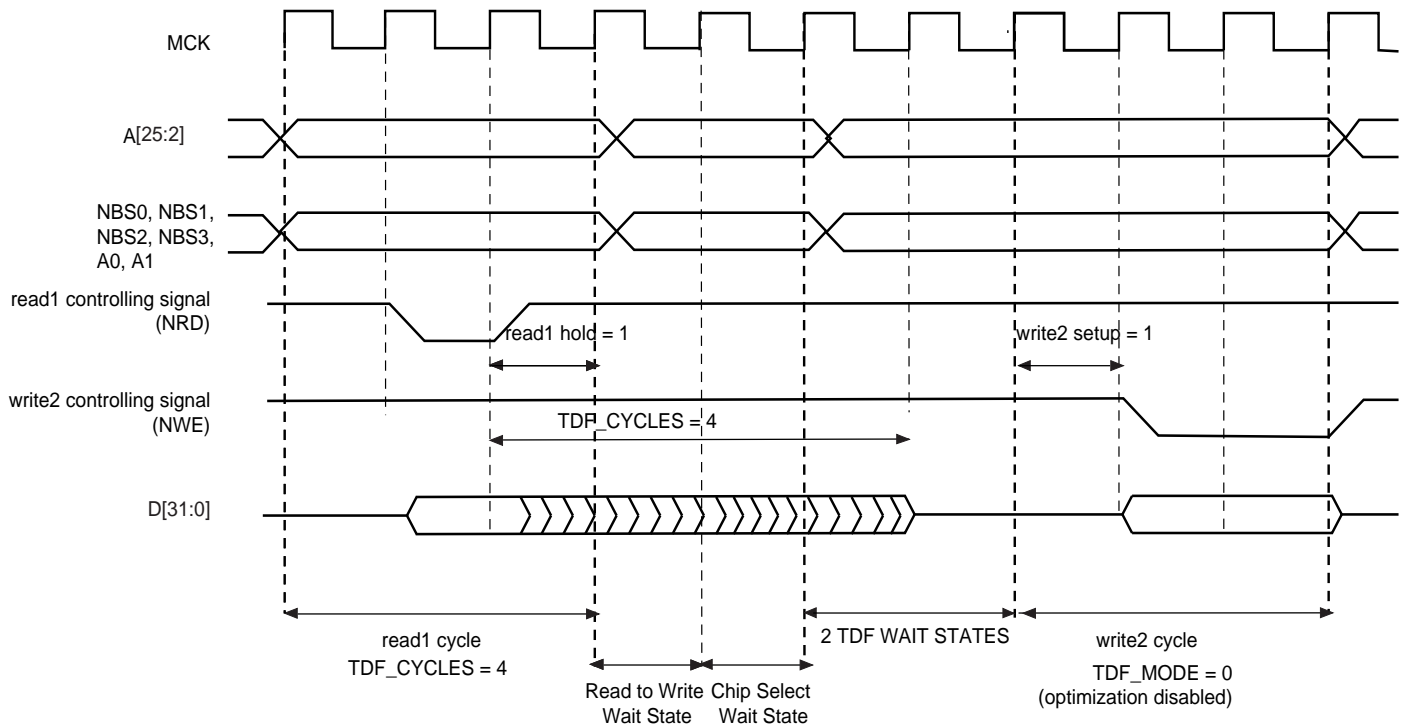 MCK
A[25:2]
NBS0, NBS1,
NBS2, NBS3,
A0, A1
read1 controlling signal
(NRD)
read1 hold = 1
write2 setup = 1
write2 controlling signal
(NWE)
TDF_CYCLES = 4
D[31:0]
read1 cycle
TDF_CYCLES = 4
2 TDF WAIT STATES
write2 cycle
TDF_MODE = 0
(optimization disabled)
Read to Write
Wait State
Chip Select
Wait State